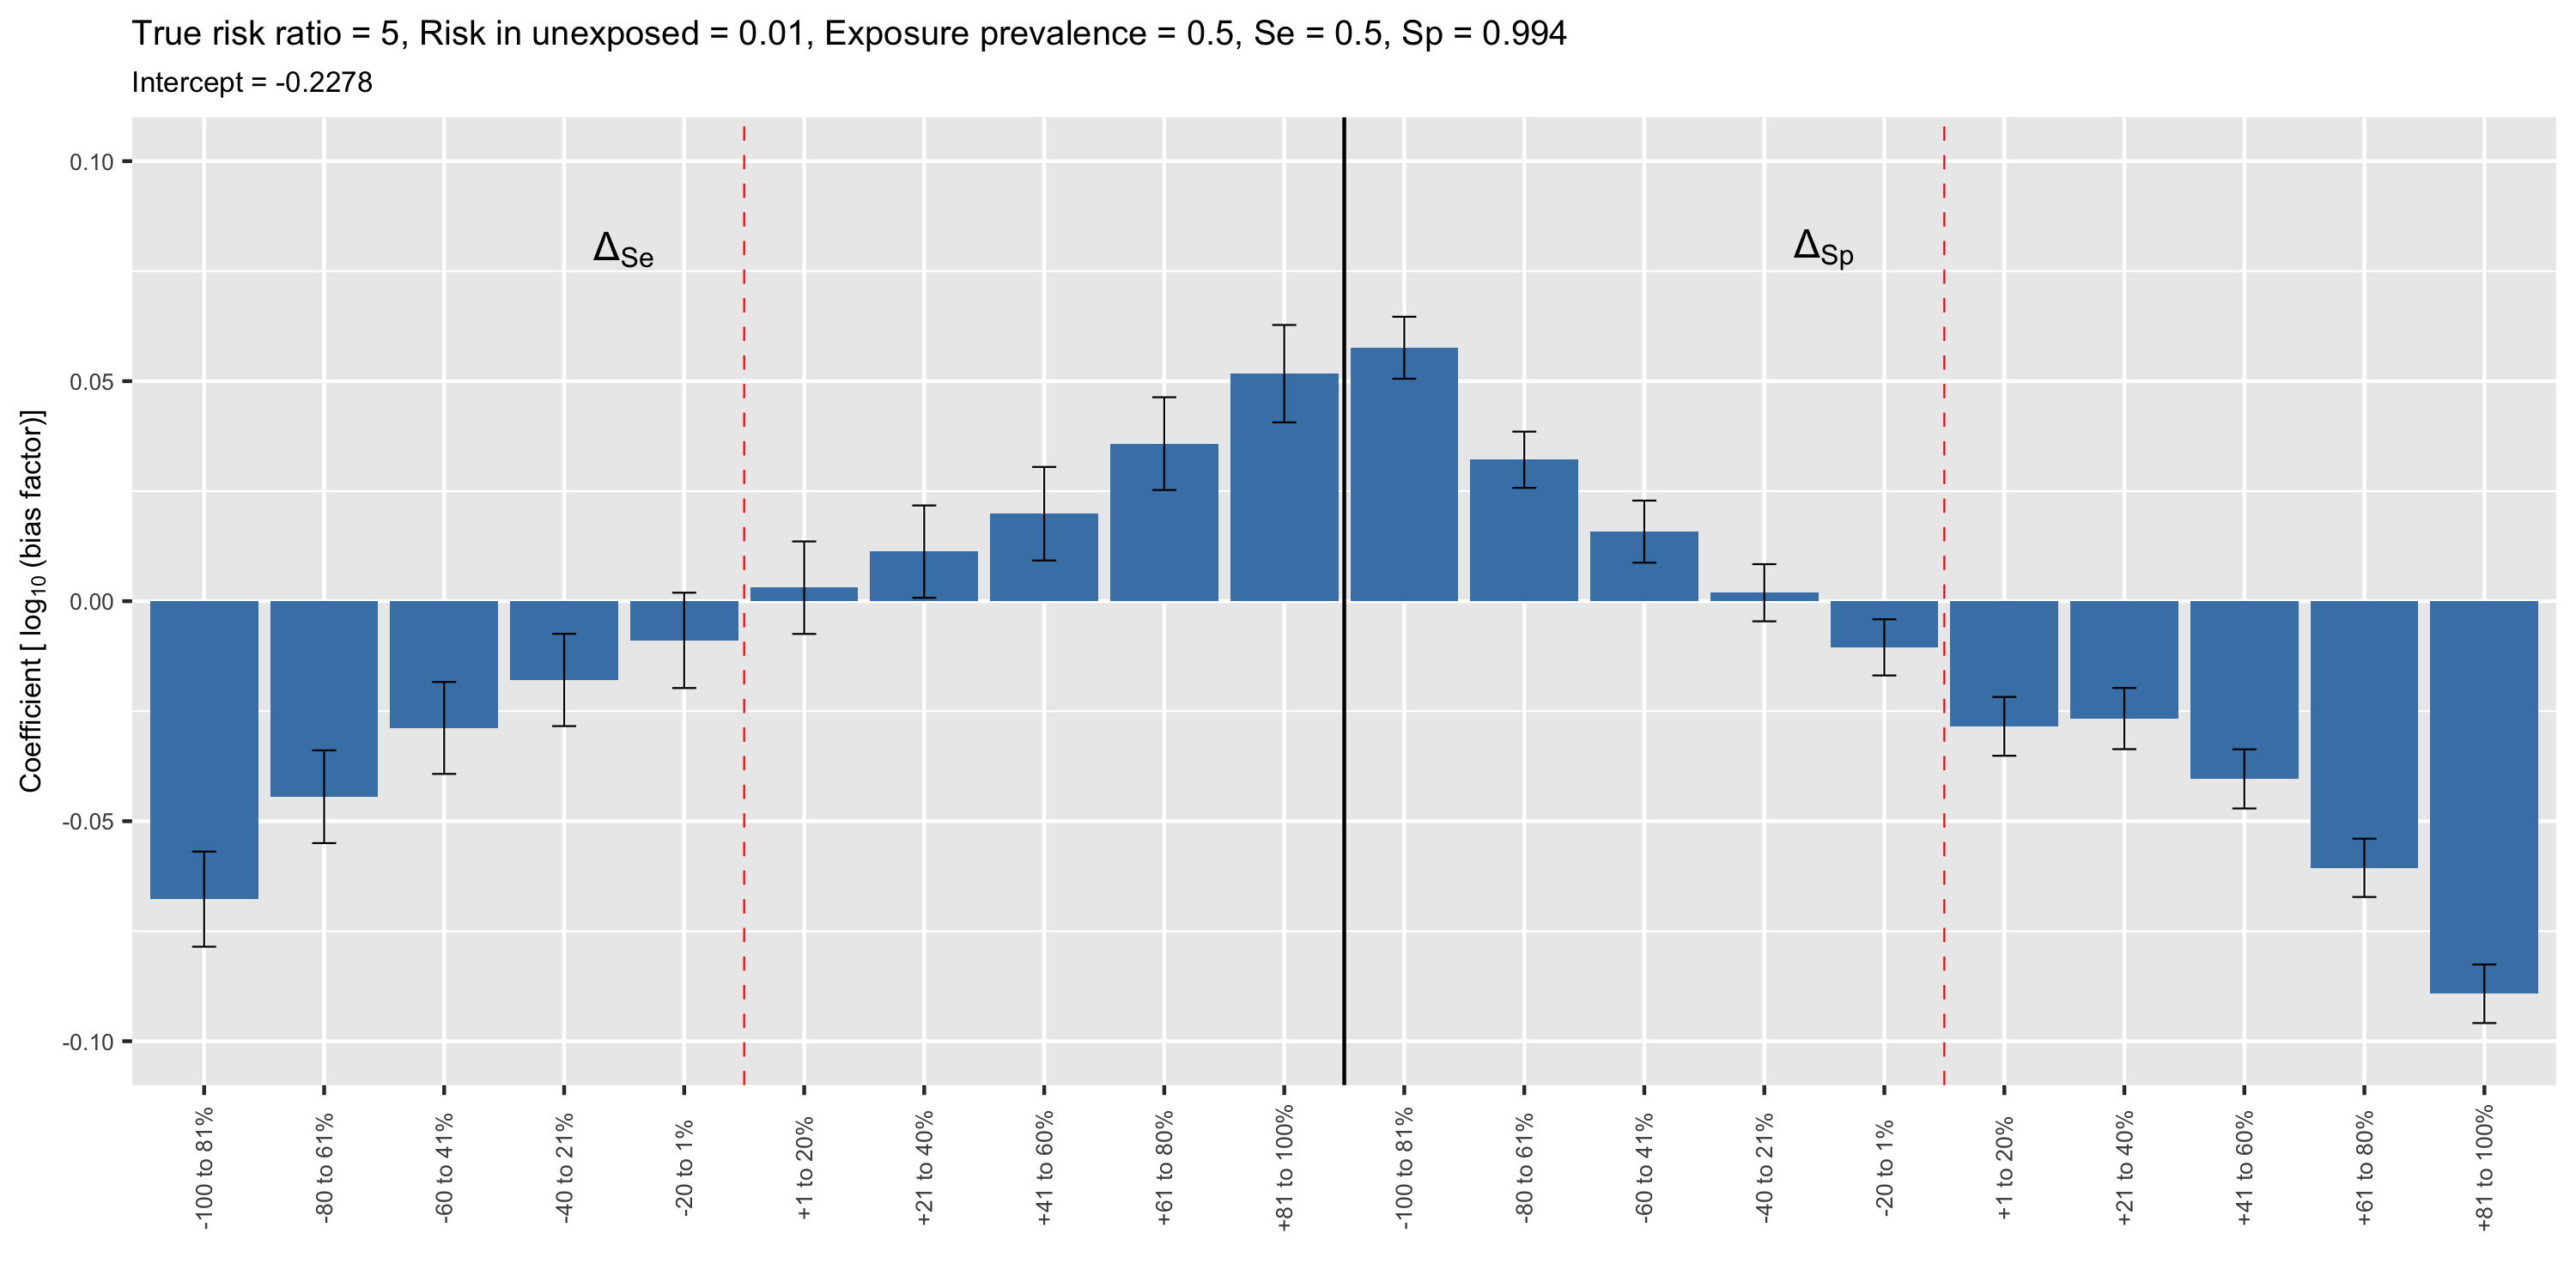 True risk ratio = 5, Risk in unexposed = 0.01, Exposure prevalence = 0.5, Se = 0.5, Sp = 0.994
Intercept = -0.2278
Coefficient [ log10 (bias factor)]
0.10
0.05
0.00
-0.05
-0.10
ΔSe
ΔSp
-100 to 81%
-80 to 61%
-60 to 41%
-40 to 21%
-20 to 1%
+1 to 20%
+21 to 40%
+41 to 60%
+61 to 80%
+81 to 100%
-100 to 81%
-80 to 61%
-60 to 41%
-40 to 21%
-20 to 1%
+1 to 20%
+21 to 40%
+41 to 60%
+61 to 80%
+81 to 100%